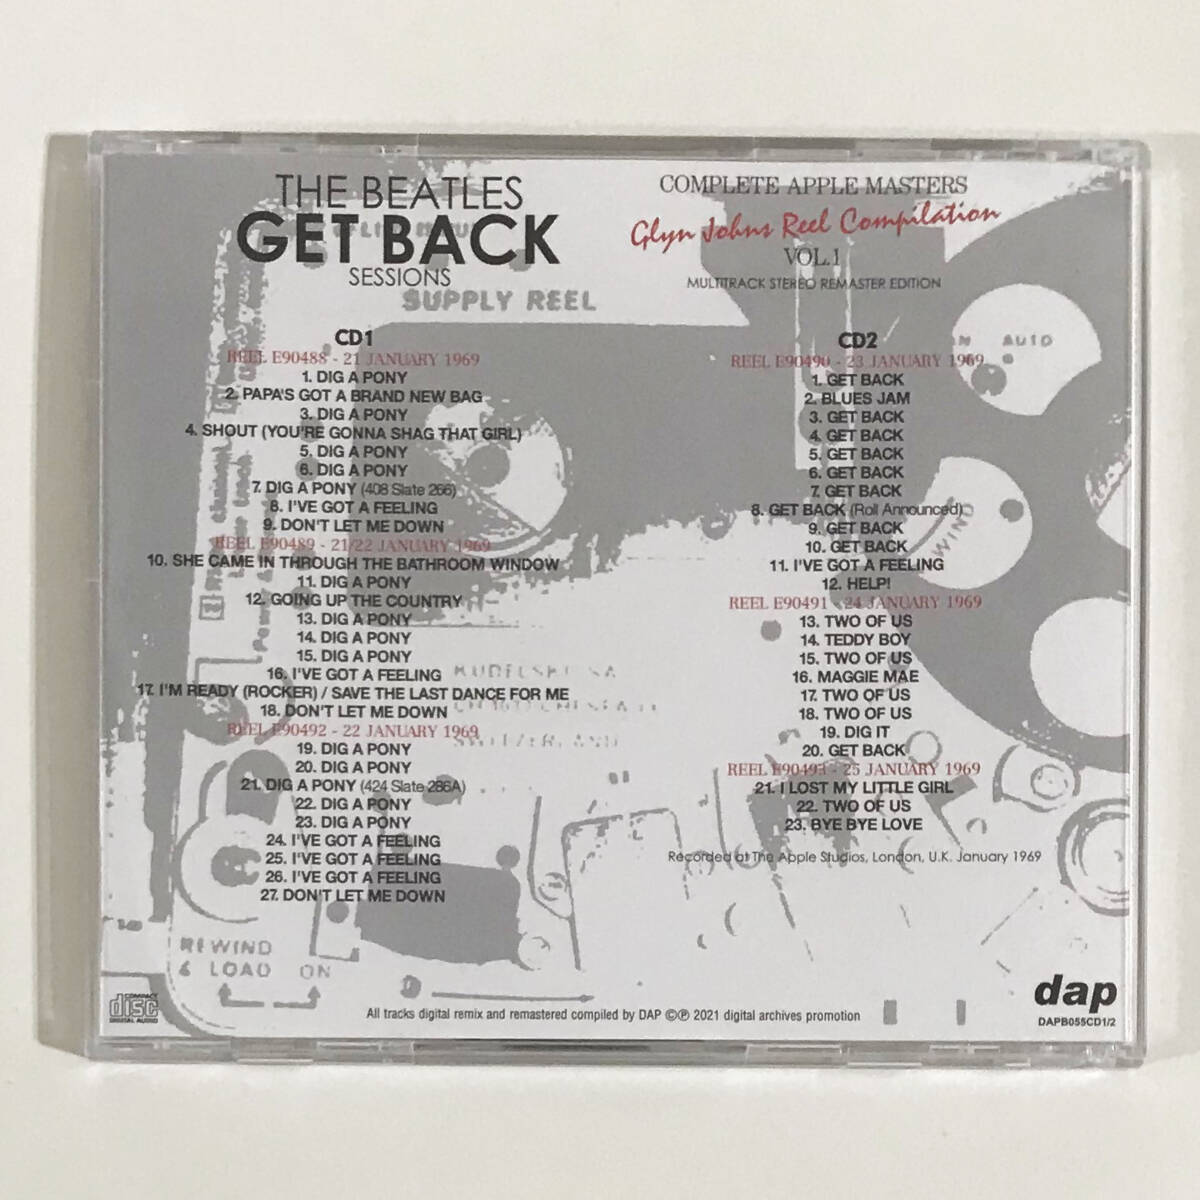 THE BEATLES
GET BACK
SESSIONS
SUPPLY REEL
COMPLETE APPLE MASTERS
Glyn Johns Reel Compilation
VOL.1
MULTITRACK STEREO REMASTER EDITION
CD1
REEL E90488 - 21 JANUARY 1969
1. DIG A PONY
2. PAPA'S GOT A BRAND NEW BAG
3. DIG A PONY
4. SHOUT (YOU'RE GONNA SHAG THAT GIRL)
5. DIG A PONY
6. DIG A PONY
7. DIG A PONY (408 Slate 266)
8. I'VE GOT A FEELING
9. DON'T LET ME DOWN
REEL E90489 - 21/22 JANUARY 1969
10. SHE CAME IN THROUGH THE BATHROOM WINDOW
11. DIG A PONY
12. GOING UP THE COUNTRY
13. DIG A PONY
14. DIG A PONY
15. DIG A PONY
16. I'VE GOT A FEELING
17. I'M READY (ROCKER) / SAVE THE LAST DANCE FOR ME
18. DON'T LET ME DOWN
REEL E90492 - 22 JANUARY 1969
19. DIG A PONY
20. DIG A PONY
21. DIG A PONY (424 Slate 286A)
22. DIG A PONY
23. DIG A PONY
24. I'VE GOT A FEELING
25. I'VE GOT A FEELING
26. I'VE GOT A FEELING
27. DON'T LET ME DOWN
CD2
REEL E90490 - 23 JANUARY 1969
1. GET BACK
2. BLUES JAM
3. GET BACK
4. GET BACK
5. GET BACK
6. GET BACK
7. GET BACK
8. GET BACK (Roll Announced)
9. GET BACK
10. GET BACK
11. I'VE GOT A FEELING
12. HELP!
REEL E90491 - 24 JANUARY 1969
13. TWO OF US
14. TEDDY BOY
15. TWO OF US
16. MAGGIE MAE
17. TWO OF US
18. TWO OF US
19. DIG IT
20. GET BACK
REEL E90493 - 25 JANUARY 1969
21. I LOST MY LITTLE GIRL
22. TWO OF US
23. BYE BYE LOVE
Recorded at The Apple Studios, London, U.K. January 1969
AUTO
WIND
KUDELSKI SA
SWITZERLAND
REWIND
& LOAD ON
COMPACT
disc
DIGITAL AUDIO
All tracks digital remix and remastered compiled by DAP ©℗ 2021 digital archives promotion
dap
DAPB055CD1/2